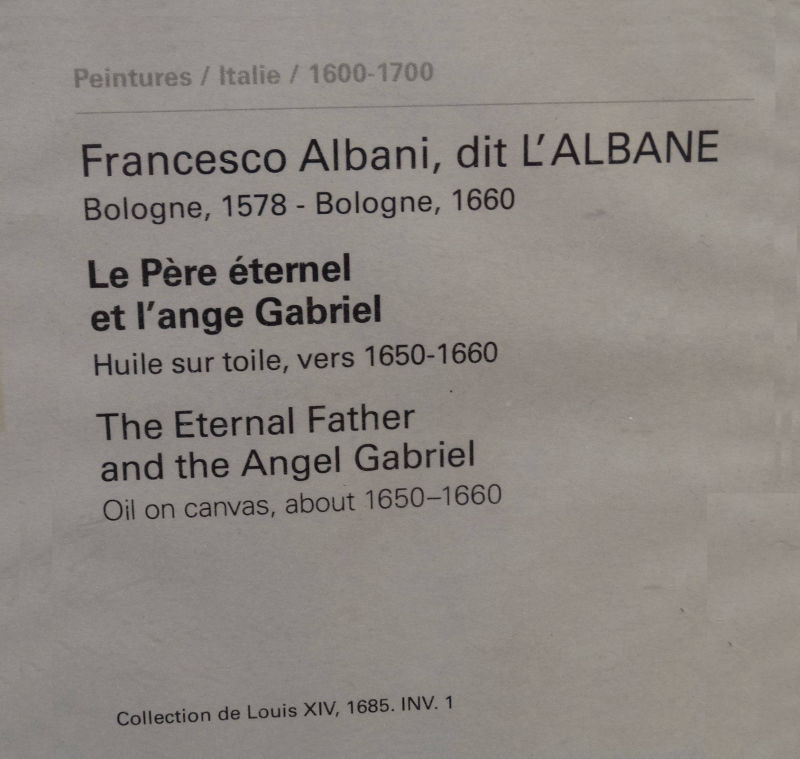 Peintures / Italie / 1600-1700
Francesco Albani, dit L'ALBANE
Bologne, 1578 - Bologne, 1660
Le Père éternel
et l'ange Gabriel
Huile sur toile, vers 1650-1660
The Eternal Father
and the Angel Gabriel
Oil on canvas, about 1650–1660
Collection de Louis XIV, 1685. INV. 1